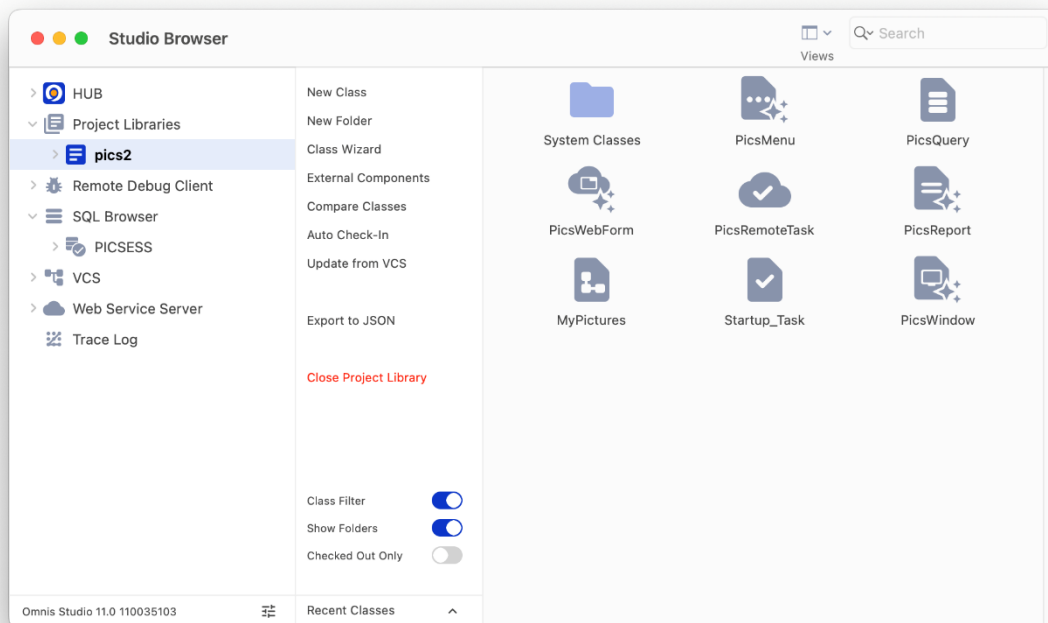 Studio Browser
Views
Search
HUB
Project Libraries
pics2
Remote Debug Client
SQL Browser
PICSESS
VCS
Web Service Server
Trace Log
Omnis Studio 11.0 110035103
New Class
New Folder
Class Wizard
External Components
Compare Classes
Auto Check-In
Update from VCS
Export to JSON
Close Project Library
Class Filter
Show Folders
Checked Out Only
Recent Classes
System Classes
PicsMenu
PicsQuery
PicsWebForm
PicsRemoteTask
PicsReport
MyPictures
Startup_Task
PicsWindow